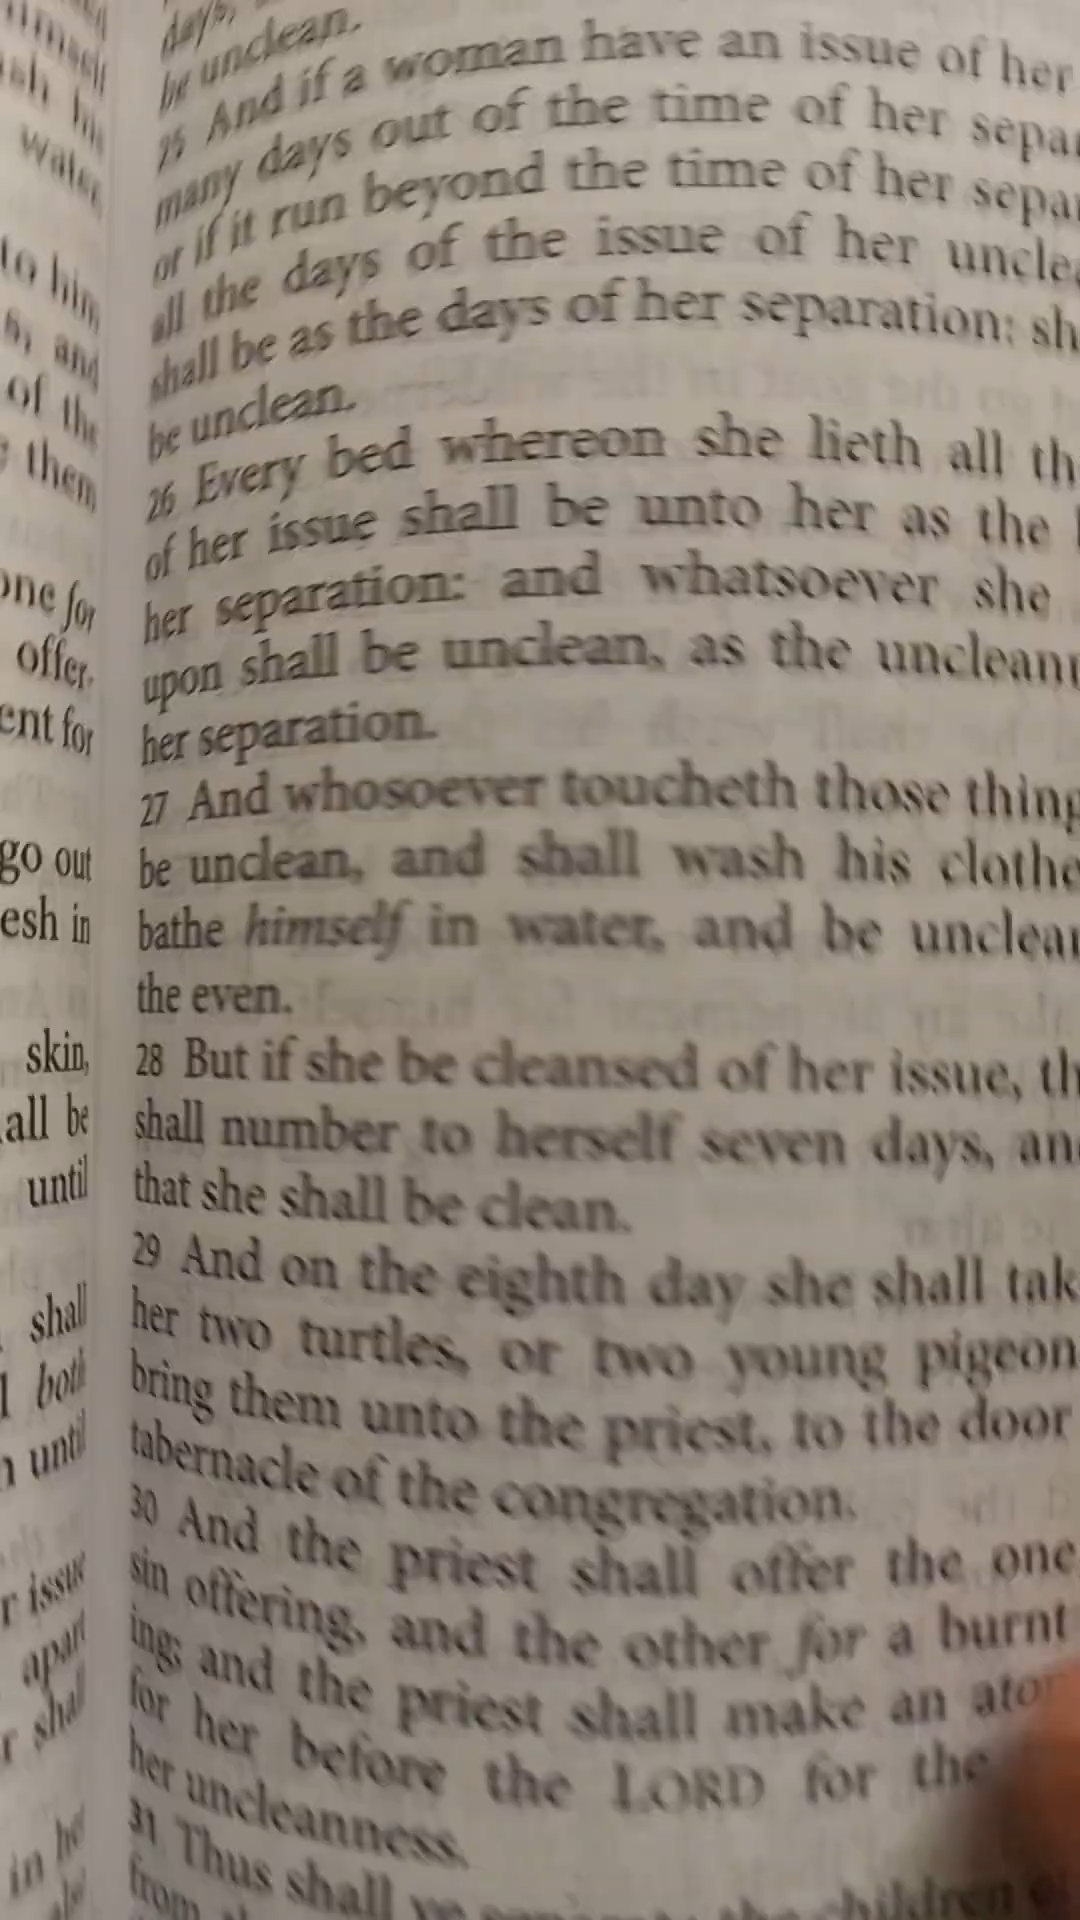 himself
water
to him
and
of the
them
one for
offer,
ent for
go out
esh in
skin,
all be
until
shall
both
until
r issue
apart
r shall
in her
days,
be unclean.
25 And if a woman have an issue of her
many days out of the time of her separ
or if it run beyond the time of her separ
all the days of the issue of her unclea
shall be as the days of her separation: sh
be unclean.
26 Every bed whereon she lieth all th
of her issue shall be unto her as the
her separation: and whatsoever she
upon shall be unclean, as the uncleann
her separation.
27 And whosoever toucheth those thing
be unclean, and shall wash his clothe
bathe himself in water, and be unclean
the even.
28 But if she be cleansed of her issue, th
shall number to herself seven days, an
that she shall be clean.
29 And on the eighth day she shall tak
her two turtles, or two young pigeon
bring them unto the priest, to the door
tabernacle of the congregation.
30 And the priest shall offer the one
sin offering, and the other for a burnt
ing; and the priest shall make an ato
for her before the LORD for the
her uncleanness.
31 Thus shall ye separate the children
from